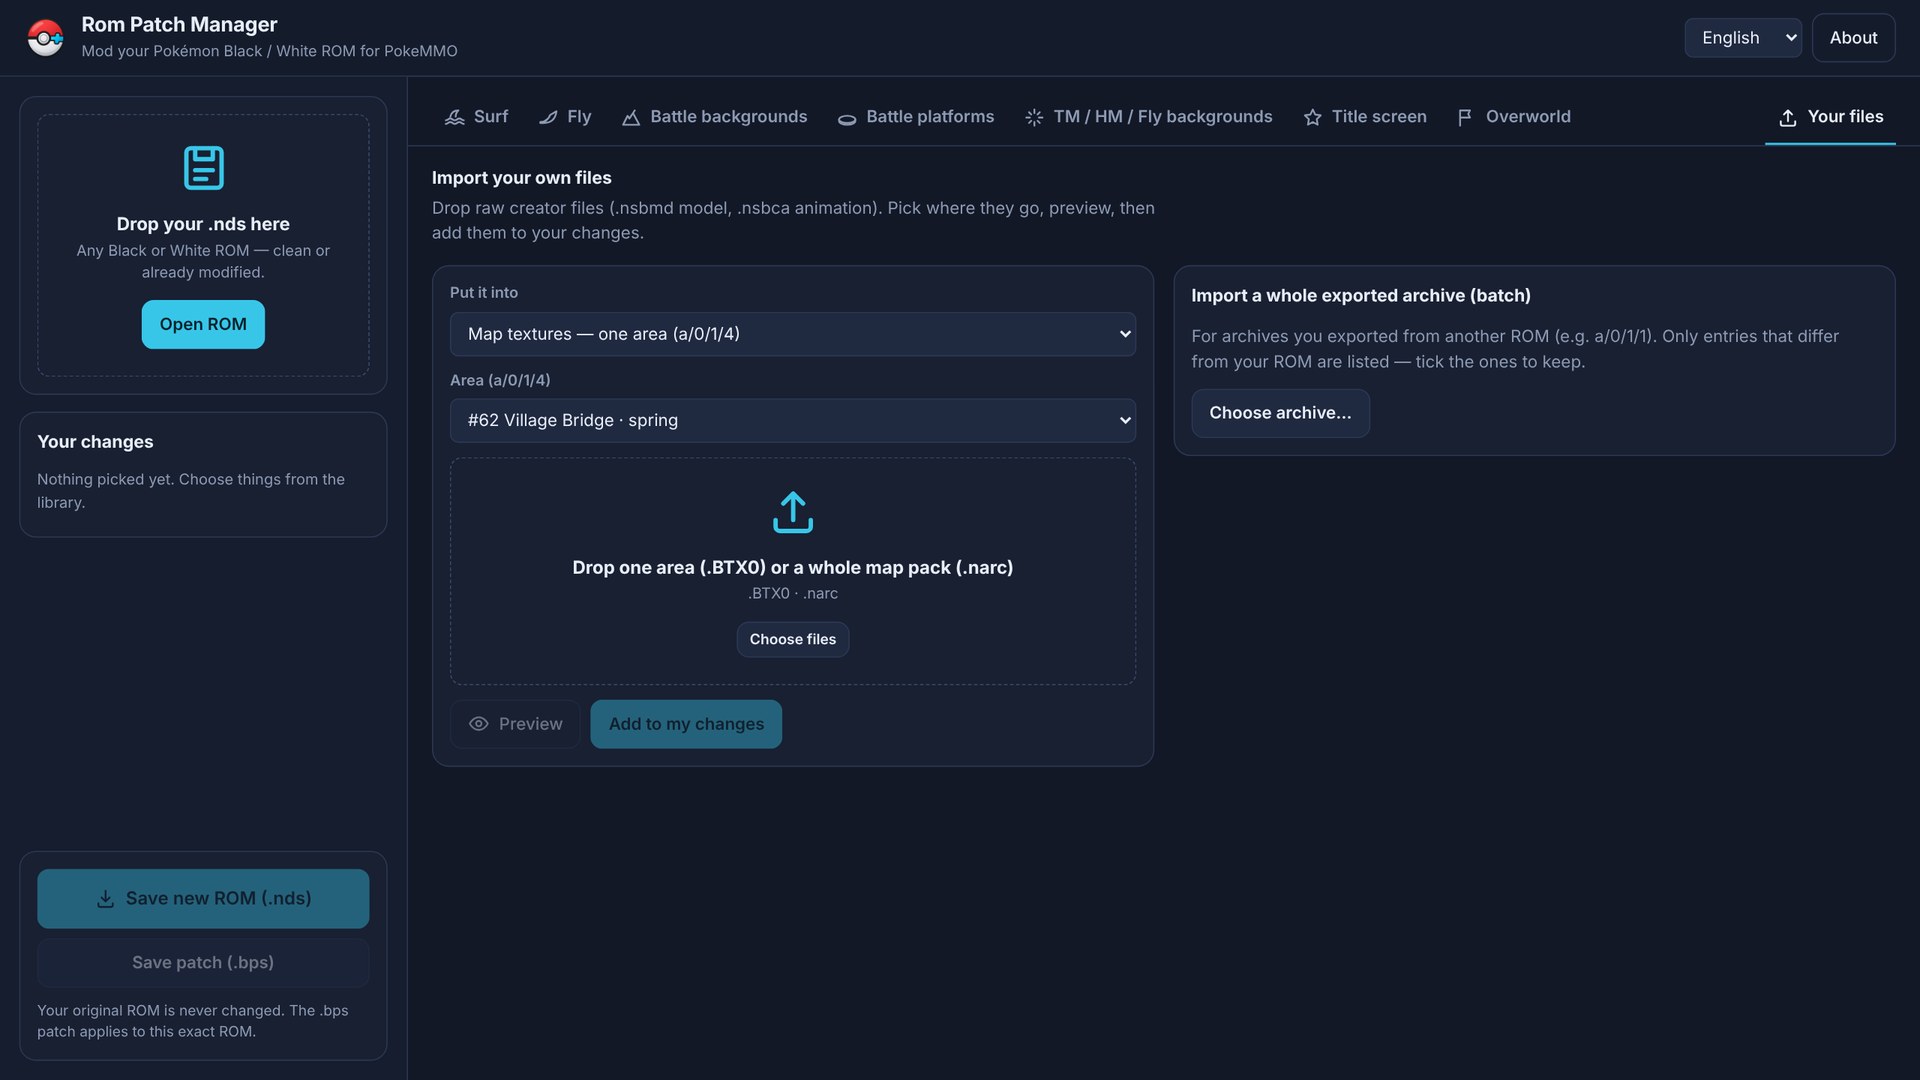 Rom Patch Manager
Mod your Pokémon Black / White ROM for PokeMMO
English
About
Drop your .nds here
Any Black or White ROM — clean or
already modified.
Open ROM
Your changes
Nothing picked yet. Choose things from the
library.
Save new ROM (.nds)
Save patch (.bps)
Your original ROM is never changed. The .bps
patch applies to this exact ROM.
Surf
Fly
Battle backgrounds
Battle platforms
TM / HM / Fly backgrounds
Title screen
Overworld
Your files
Import your own files
Drop raw creator files (.nsbmd model, .nsbca animation). Pick where they go, preview, then
add them to your changes.
Put it into
Map textures — one area (a/0/1/4)
Area (a/0/1/4)
#62 Village Bridge · spring
Drop one area (.BTX0) or a whole map pack (.narc)
.BTX0 · .narc
Choose files
Preview
Add to my changes
Import a whole exported archive (batch)
For archives you exported from another ROM (e.g. a/0/1/1). Only entries that differ
from your ROM are listed — tick the ones to keep.
Choose archive...